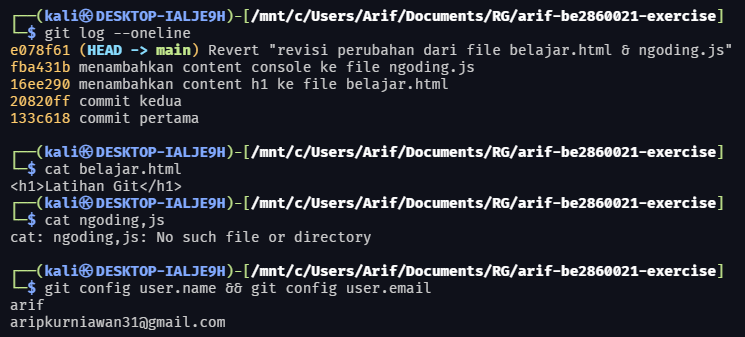 ┌──(kali㉿DESKTOP-IALJE9H)-[/mnt/c/Users/Arif/Documents/RG/arif-be2860021-exercise]
└─$ git log --oneline
e078f61 (HEAD -> main) Revert "revisi perubahan dari file belajar.html & ngoding.js"
fba431b menambahkan content console ke file ngoding.js
16ee290 menambahkan content h1 ke file belajar.html
20820ff commit kedua
133c618 commit pertama
┌──(kali㉿DESKTOP-IALJE9H)-[/mnt/c/Users/Arif/Documents/RG/arif-be2860021-exercise]
└─$ cat belajar.html
<h1>Latihan Git</h1>
┌──(kali㉿DESKTOP-IALJE9H)-[/mnt/c/Users/Arif/Documents/RG/arif-be2860021-exercise]
└─$ cat ngoding,js
cat: ngoding,js: No such file or directory
┌──(kali㉿DESKTOP-IALJE9H)-[/mnt/c/Users/Arif/Documents/RG/arif-be2860021-exercise]
└─$ git config user.name && git config user.email
arif
aripkurniawan31@gmail.com